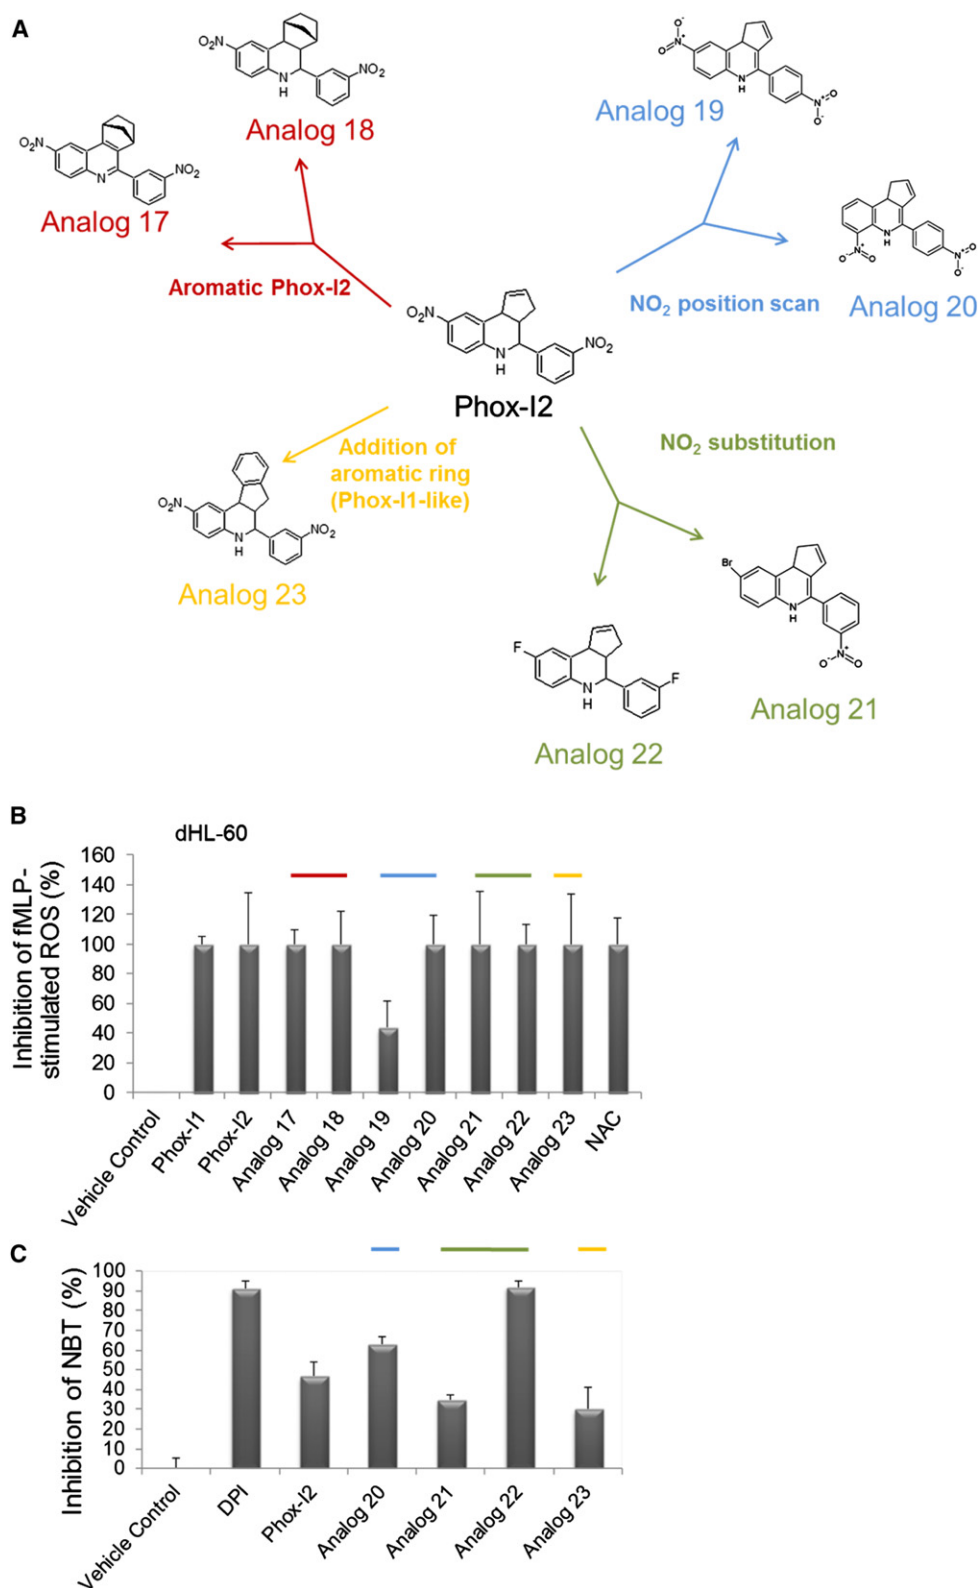 A
O₂N
NO₂
N
H
Analog 18
O₂N
NO₂
N
Analog 17
Aromatic Phox-I2
O⁻
N⁺
O
N
H
N⁺
O
O⁻
Analog 19
N
H
O⁻
N⁺
O
N⁺
O
O⁻
Analog 20
NO₂ position scan
O₂N
NO₂
N
H
Phox-I2
Addition of
aromatic ring
(Phox-I1-like)
O₂N
NO₂
N
H
Analog 23
NO₂ substitution
Br
N
H
N⁺
O⁻
O
Analog 21
F
F
N
H
Analog 22
B
dHL-60
Inhibition of fMLP-
stimulated ROS (%)
160
140
120
100
80
60
40
20
0
Vehicle Control
Phox-I1
Phox-I2
Analog 17
Analog 18
Analog 19
Analog 20
Analog 21
Analog 22
Analog 23
NAC
C
Inhibition of NBT (%)
100
90
80
70
60
50
40
30
20
10
0
Vehicle Control
DPI
Phox-I2
Analog 20
Analog 21
Analog 22
Analog 23